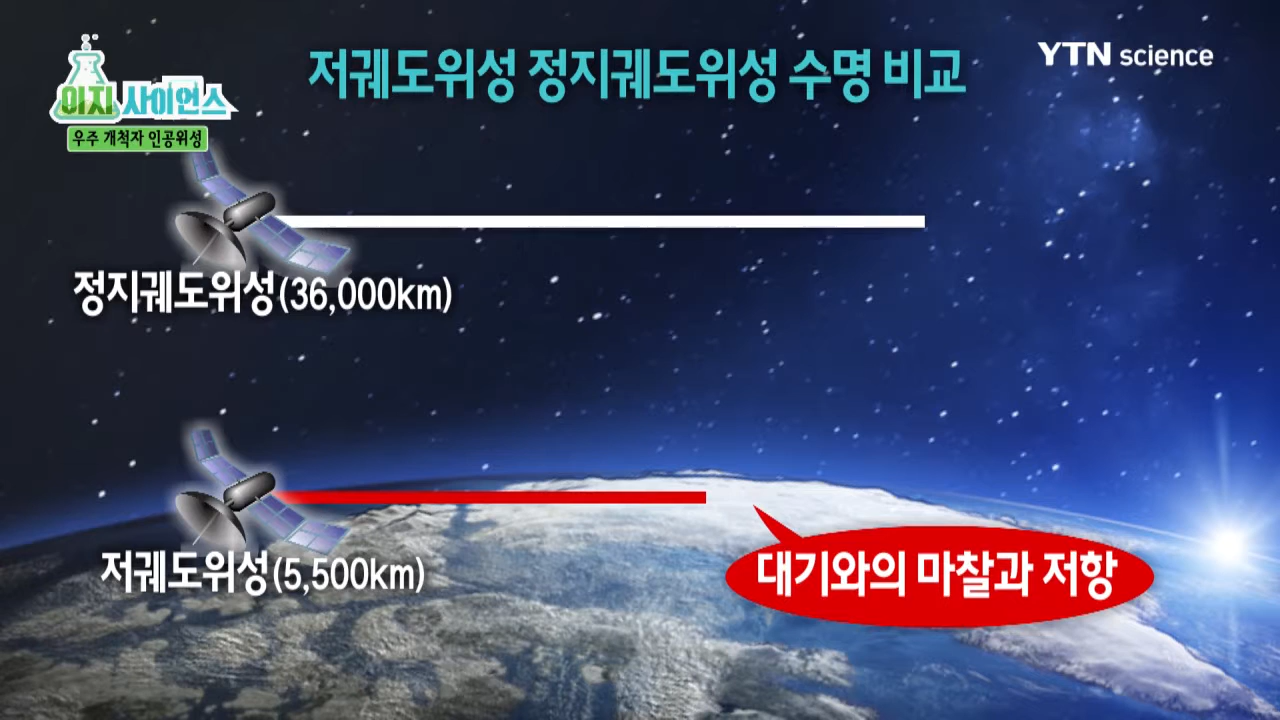 저궤도위성 정지궤도위성 수명 비교
YTN science
이지 사이언스
우주 개척자 인공위성
정지궤도위성(36,000km)
저궤도위성(5,500km)
대기와의 마찰과 저항